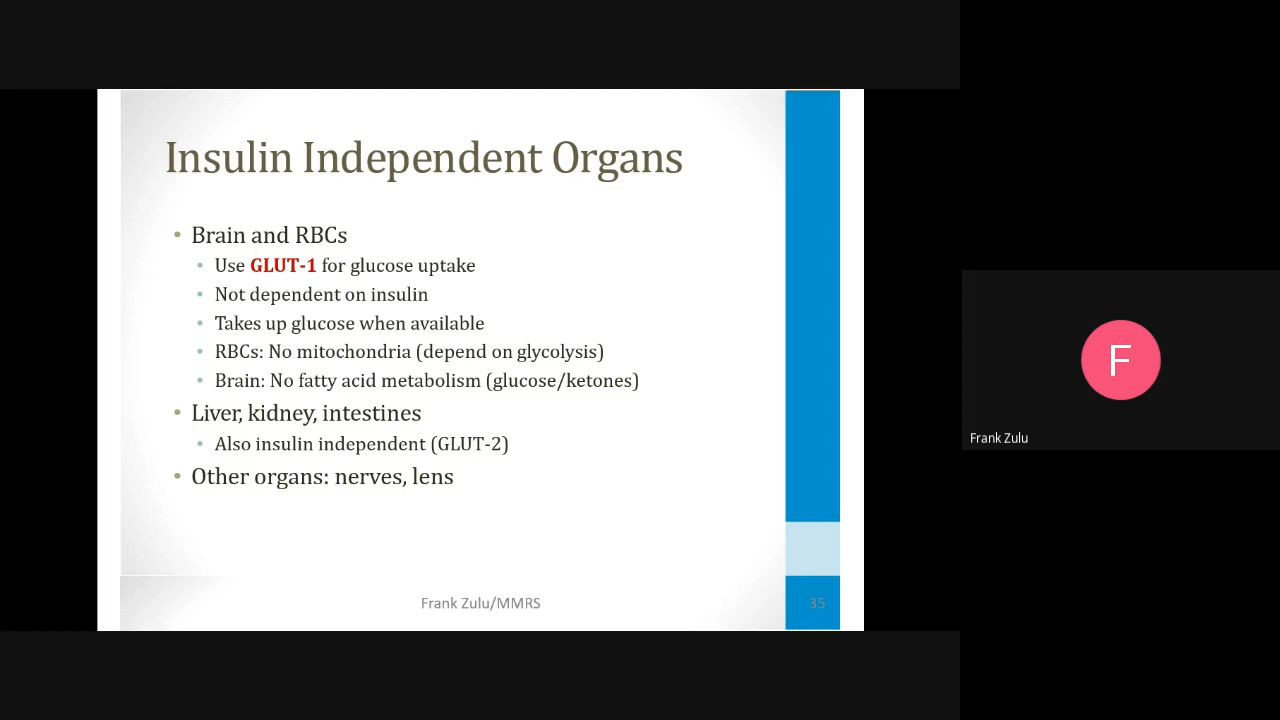 Insulin Independent Organs
• Brain and RBCs
• Use GLUT-1 for glucose uptake
• Not dependent on insulin
• Takes up glucose when available
• RBCs: No mitochondria (depend on glycolysis)
• Brain: No fatty acid metabolism (glucose/ketones)
• Liver, kidney, intestines
• Also insulin independent (GLUT-2)
• Other organs: nerves, lens
Frank Zulu/MMRS
35
F
Frank Zulu